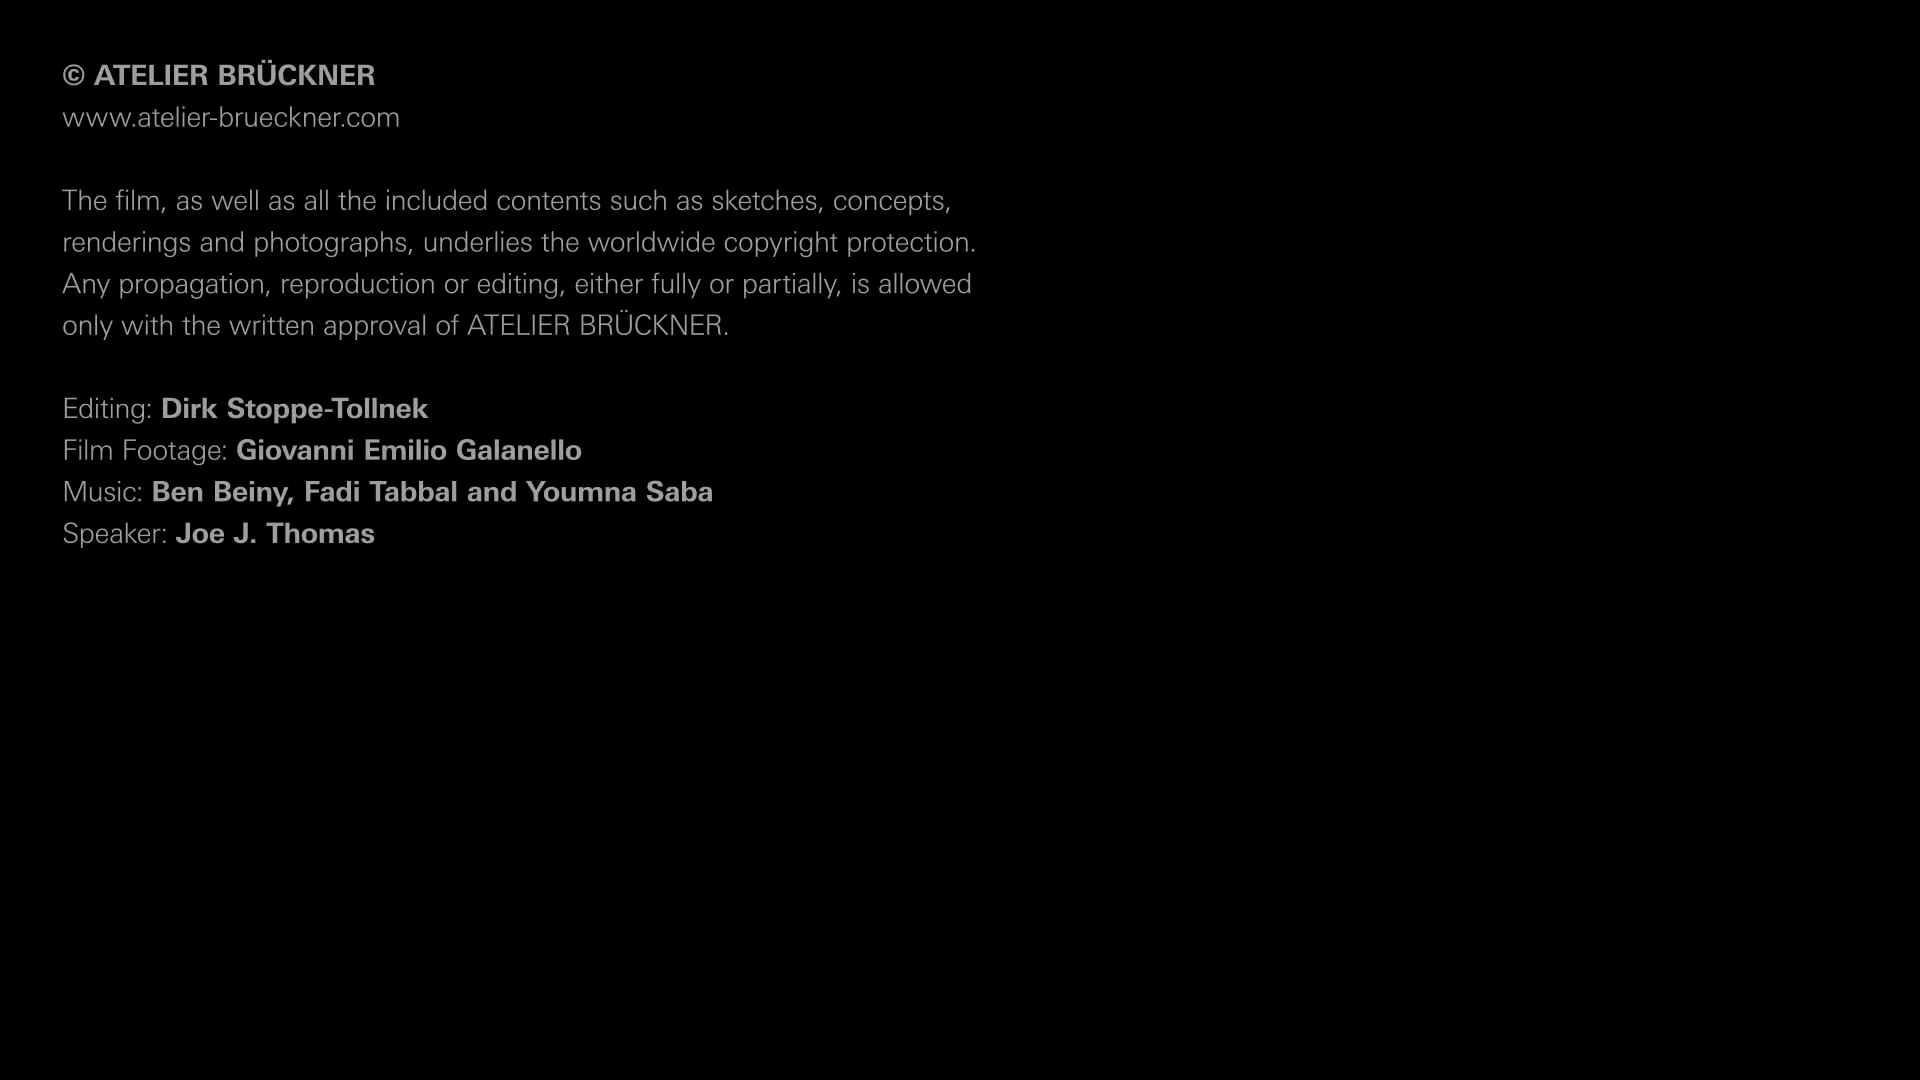 © ATELIER BRÜCKNER
www.atelier-brueckner.com
The film, as well as all the included contents such as sketches, concepts,
renderings and photographs, underlies the worldwide copyright protection.
Any propagation, reproduction or editing, either fully or partially, is allowed
only with the written approval of ATELIER BRÜCKNER.
Editing: Dirk Stoppe-Tollnek
Film Footage: Giovanni Emilio Galanello
Music: Ben Beiny, Fadi Tabbal and Youmna Saba
Speaker: Joe J. Thomas